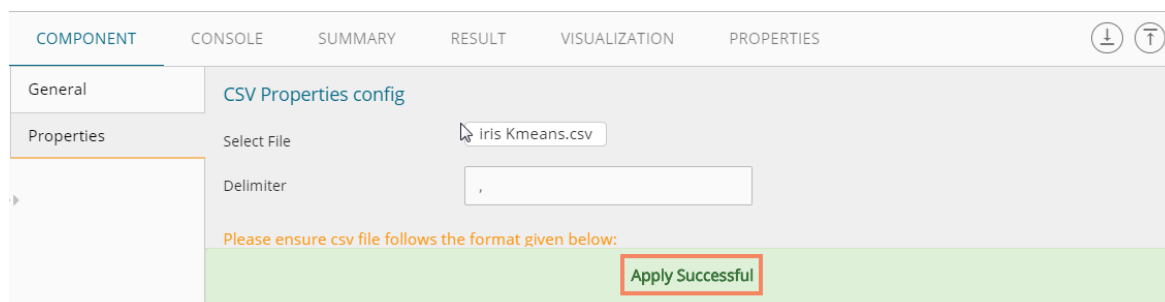 COMPONENT CONSOLE SUMMARY RESULT VISUALIZATION PROPERTIES
General
CSV Properties config
Properties
Select File iris Kmeans.csv
Delimiter ,
Please ensure csv file follows the format given below:
Apply Successful